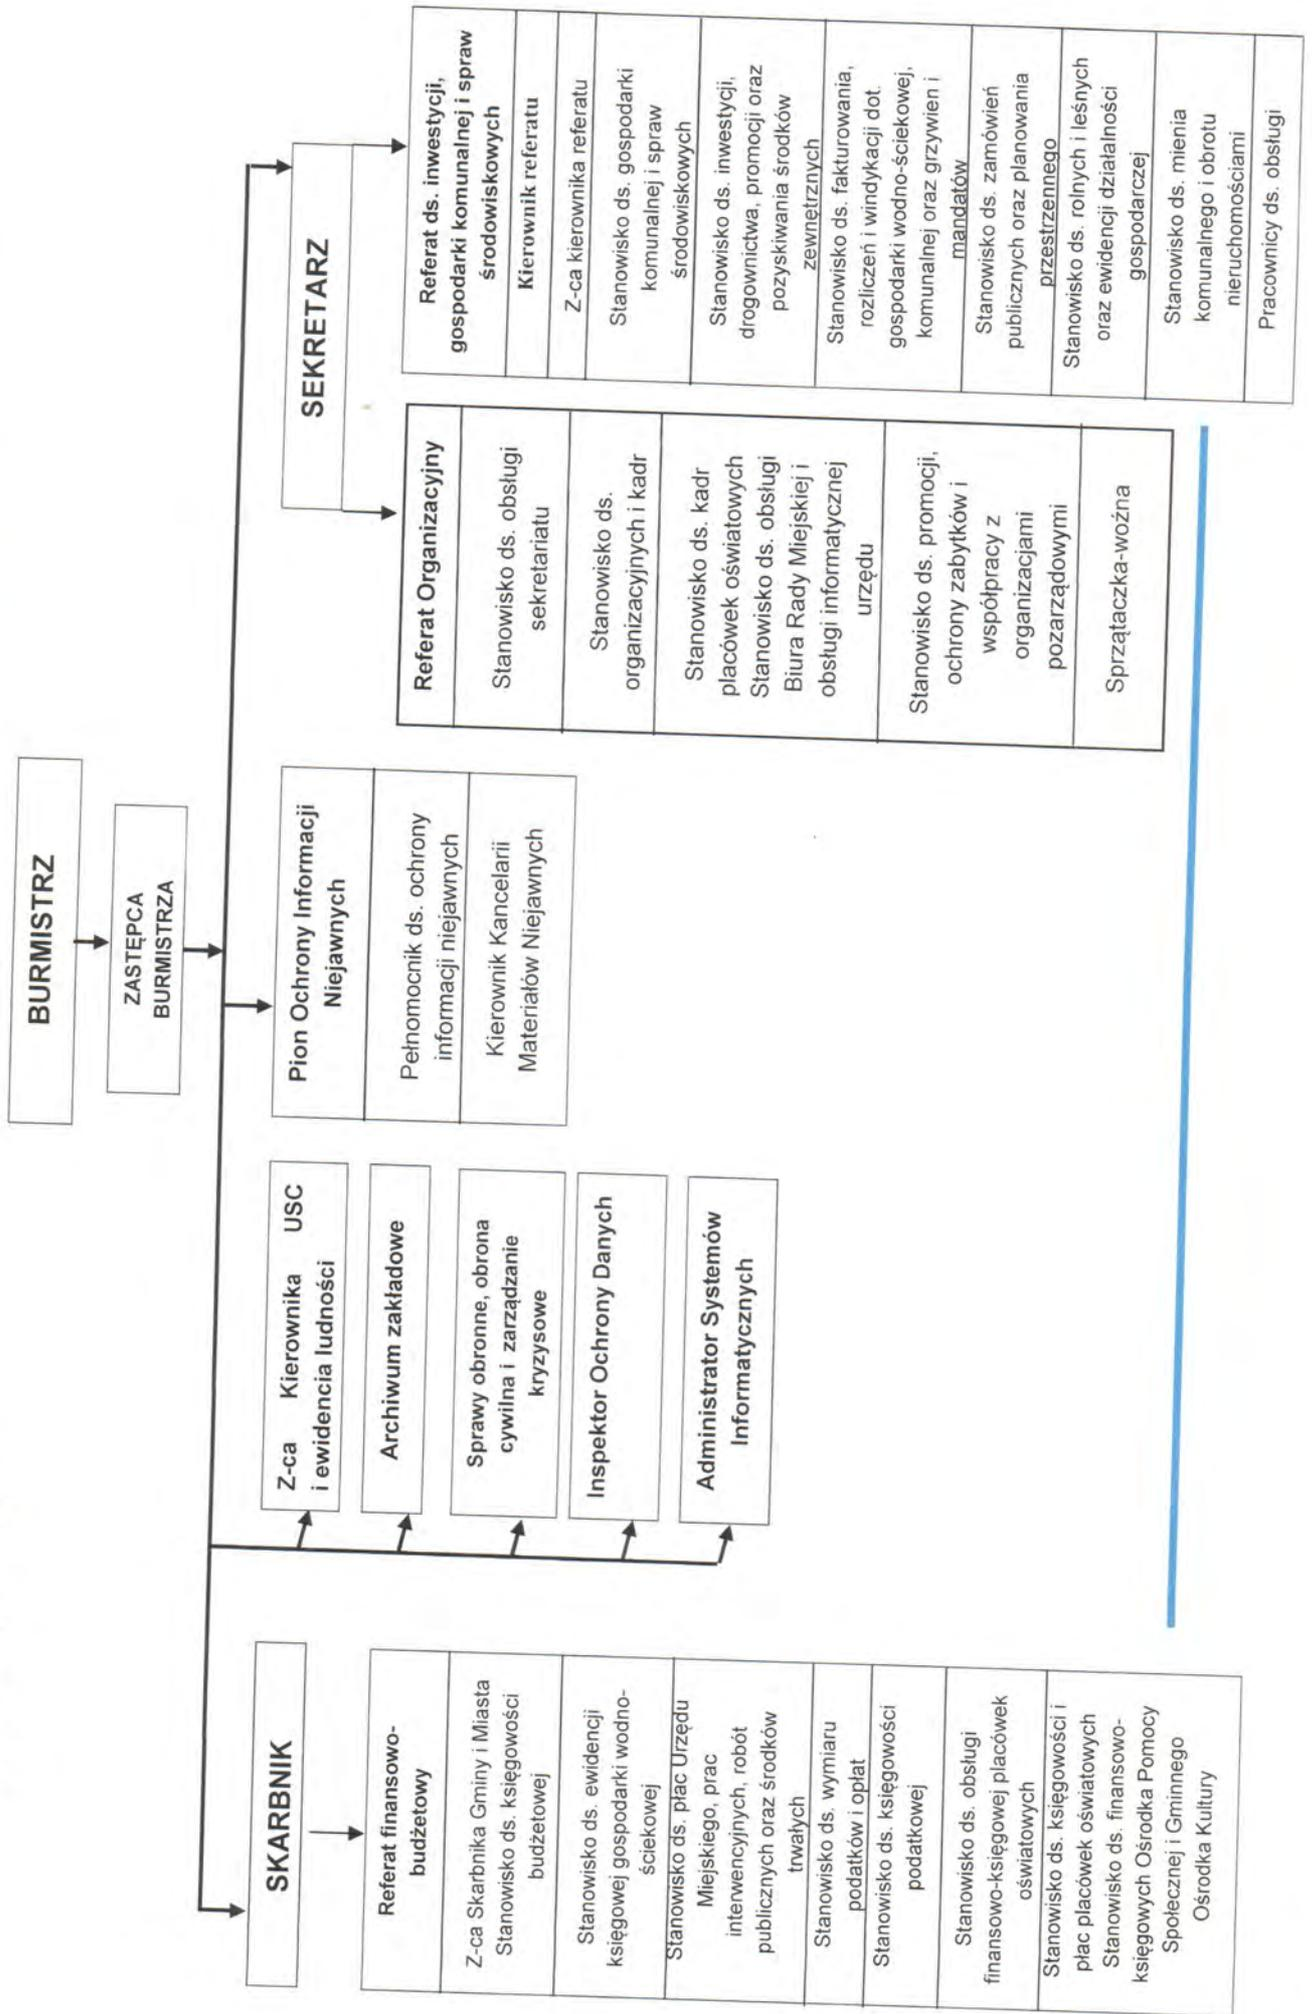 BURMISTRZ
ZASTĘPCA
BURMISTRZA
SKARBNIK
Referat finansowo-
budżetowy
Z-ca Skarbnika Gminy i Miasta
Stanowisko ds. księgowości
budżetowej
Stanowisko ds. ewidencji
księgowej gospodarki wodno-
ściekowej
Stanowisko ds. płac Urzędu
Miejskiego, prac
interwencyjnych, robót
publicznych oraz środków
trwałych
Stanowisko ds. wymiaru
podatków i opłat
Stanowisko ds. księgowości
podatkowej
Stanowisko ds. obsługi
finansowo-księgowej placówek
oświatowych
Stanowisko ds. księgowości i
płac placówek oświatowych
Stanowisko ds. finansowo-
księgowych Ośrodka Pomocy
Społecznej i Gminnego
Ośrodka Kultury
Z-ca Kierownika USC
i ewidencia ludności
Archiwum zakładowe
Sprawy obronne, obrona
cywilna i zarządzanie
kryzysowe
Inspektor Ochrony Danych
Administrator Systemów
Informatycznych
Pion Ochrony Informacji
Niejawnych
Pełnomocnik ds. ochrony
informacji niejawnych
Kierownik Kancelarii
Materiałów Niejawnych
SEKRETARZ
Referat Organizacyjny
Stanowisko ds. obsługi
sekretariatu
Stanowisko ds.
organizacyjnych i kadr
Stanowisko ds. kadr
placówek oświatowych
Stanowisko ds. obsługi
Biura Rady Miejskiej i
obsługi informatycznej
urzędu
Stanowisko ds. promocji,
ochrony zabytków i
współpracy z
organizacjami
pozarządowymi
Sprzątaczka-woźna
Referat ds. inwestycji,
gospodarki komunalnej i spraw
środowiskowych
Kierownik referatu
Z-ca kierownika referatu
Stanowisko ds. gospodarki
komunalnej i spraw
środowiskowych
Stanowisko ds. inwestycji,
drogownictwa, promocji oraz
pozyskiwania środków
zewnętrznych
Stanowisko ds. fakturowania,
rozliczeń i windykacji dot.
gospodarki wodno-ściekowej,
komunalnej oraz grzywien i
mandatów
Stanowisko ds. zamówień
publicznych oraz planowania
przestrzennego
Stanowisko ds. rolnych i leśnych
oraz ewidencji działalności
gospodarczej
Stanowisko ds. mienia
komunalnego i obrotu
nieruchomościami
Pracownicy ds. obsługi